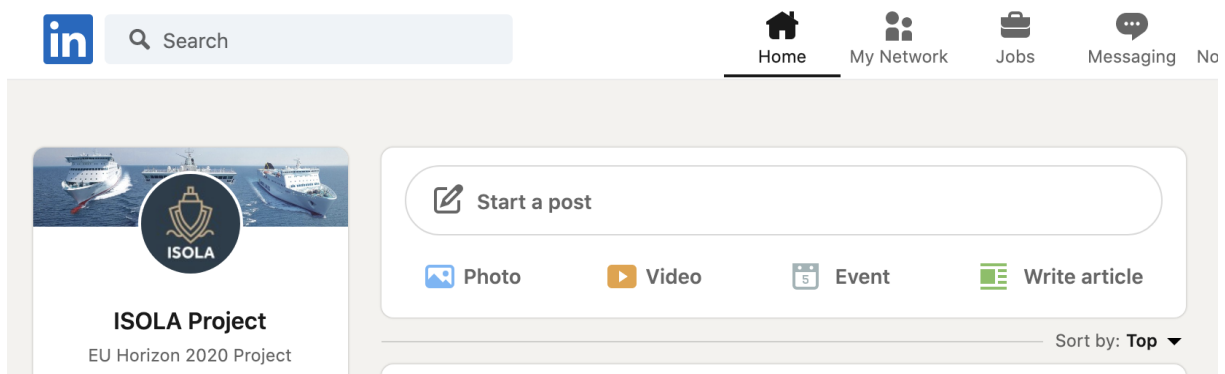 in
Search
Home
My Network
Jobs
Messaging
No
ISOLA
ISOLA Project
EU Horizon 2020 Project
Start a post
Photo
Video
5
Event
Write article
Sort by: Top